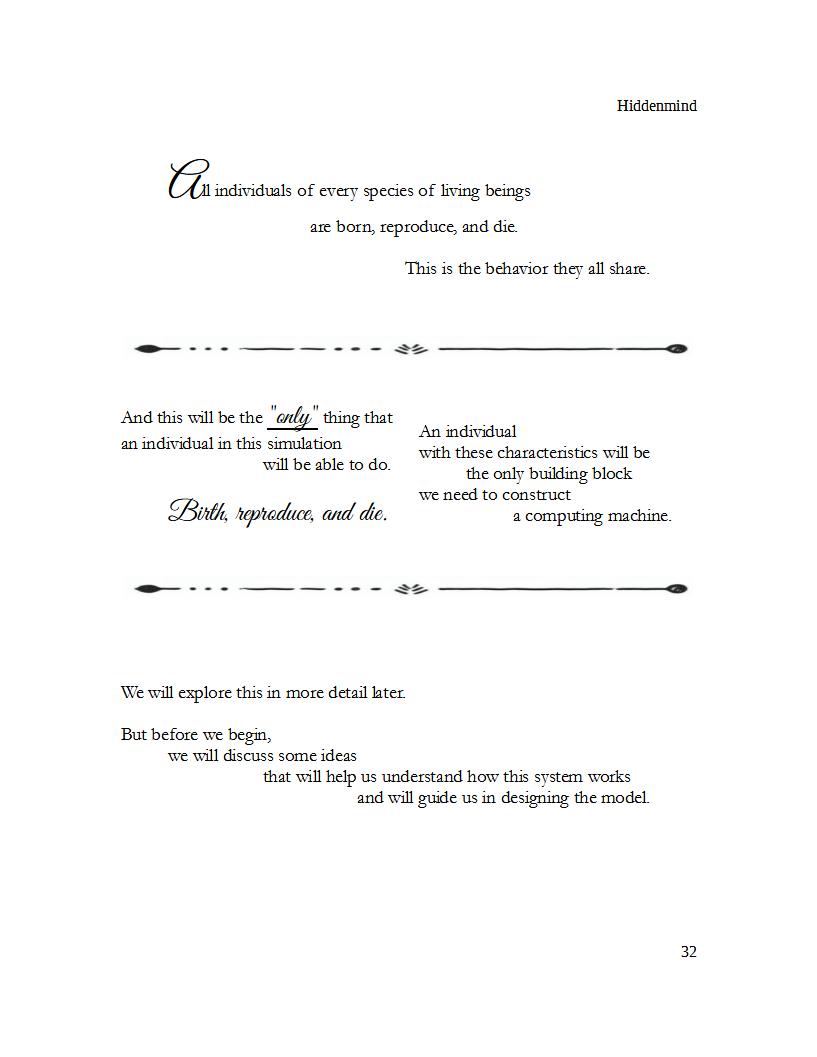 Hiddenmind
All individuals of every species of living beings
are born, reproduce, and die.
This is the behavior they all share.
And this will be the "only" thing that
an individual in this simulation
will be able to do.
Birth, reproduce, and die.
An individual
with these characteristics will be
the only building block
we need to construct
a computing machine.
We will explore this in more detail later.
But before we begin,
we will discuss some ideas
that will help us understand how this system works
and will guide us in designing the model.
32